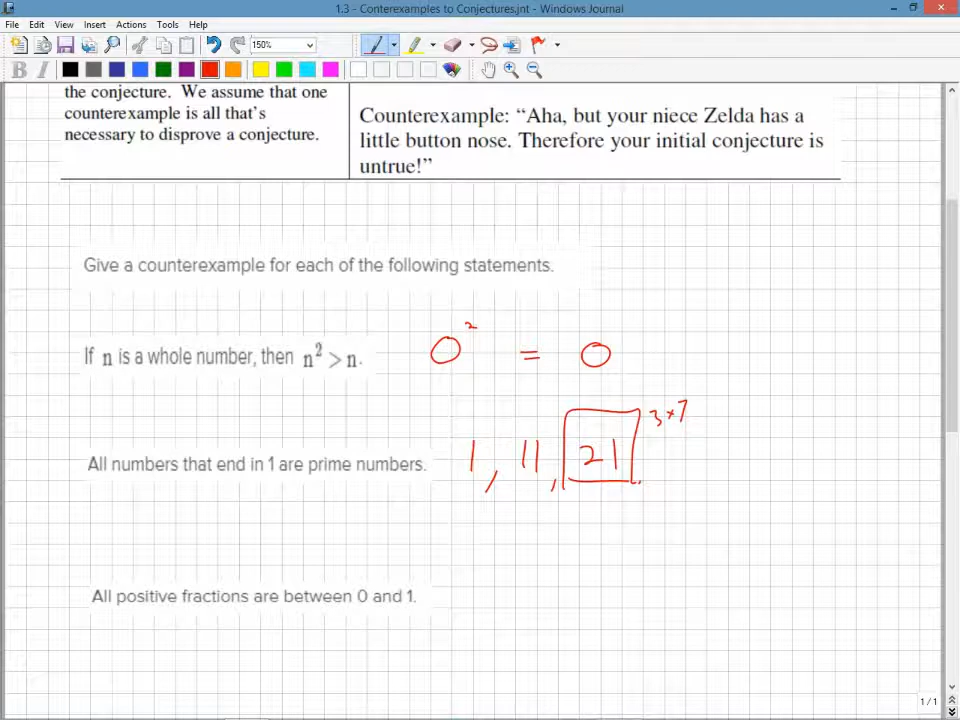 1.3 - Conterexamples to Conjectures.jnt - Windows Journal
File Edit View Insert Actions Tools Help
150%
B I
the conjecture. We assume that one
counterexample is all that's
necessary to disprove a conjecture.
Counterexample: “Aha, but your niece Zelda has a
little button nose. Therefore your initial conjecture is
untrue!”
Give a counterexample for each of the following statements.
If n is a whole number, then n² > n.
0² = 0
All numbers that end in 1 are prime numbers.
1, 11, 21
3 × 7
All positive fractions are between 0 and 1.
1 / 1